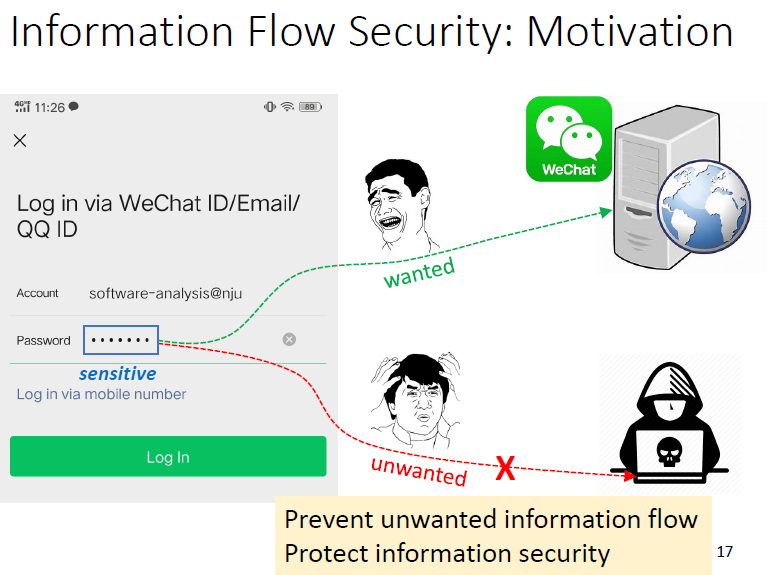 Information Flow Security: Motivation
4G 11:26
89
Log in via WeChat ID/Email/
QQ ID
Account software-analysis@nju
Password •••••••
sensitive
Log in via mobile number
Log In
WeChat
wanted
unwanted X
Prevent unwanted information flow
Protect information security
17